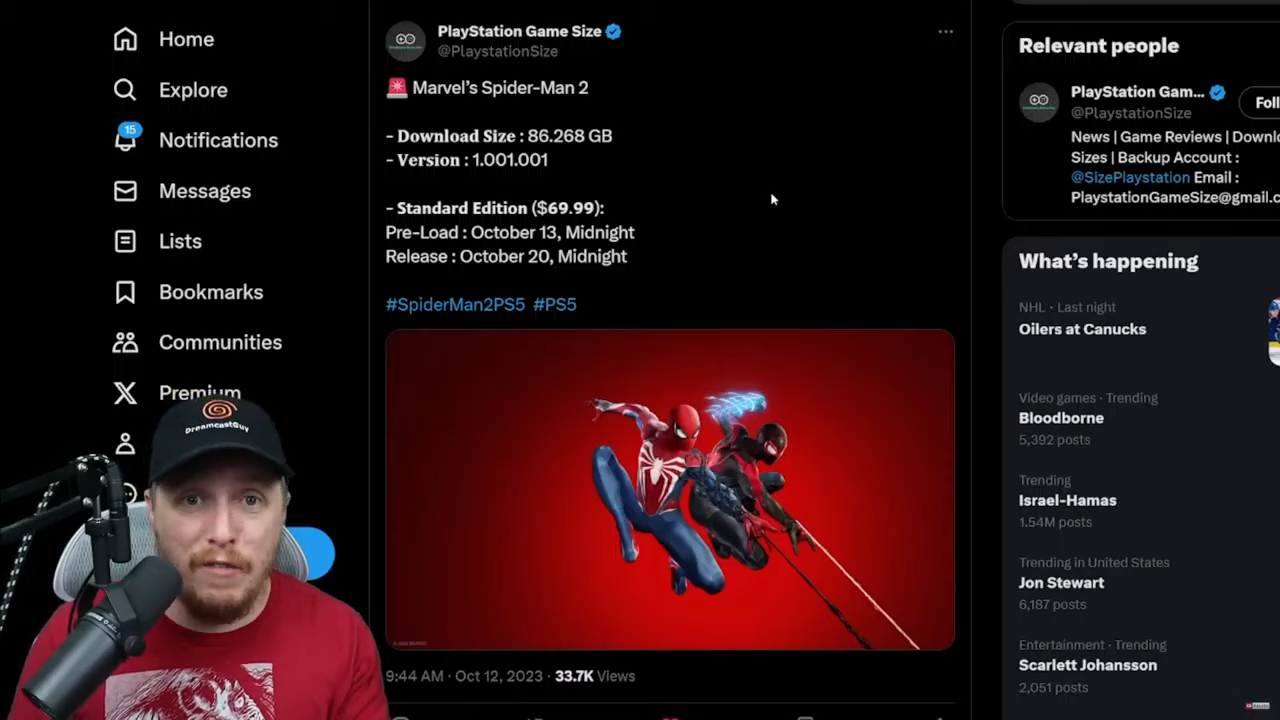 Home
Explore
15
Notifications
Messages
Lists
Bookmarks
Communities
Premium
DreamcastGuy
PlayStation Game Size
@PlaystationSize
🚨 Marvel's Spider-Man 2
- Download Size : 86.268 GB
- Version : 1.001.001
- Standard Edition ($69.99):
Pre-Load : October 13, Midnight
Release : October 20, Midnight
#SpiderMan2PS5 #PS5
9:44 AM · Oct 12, 2023 · 33.7K Views
Relevant people
PlayStation Gam...
@PlaystationSize
Foll
News | Game Reviews | Downl
Sizes | Backup Account :
@SizePlaystation Email :
PlaystationGameSize@gmail.c
What's happening
NHL · Last night
Oilers at Canucks
Video games · Trending
Bloodborne
5,392 posts
Trending
Israel-Hamas
1.54M posts
Trending in United States
Jon Stewart
6,187 posts
Entertainment · Trending
Scarlett Johansson
2,051 posts